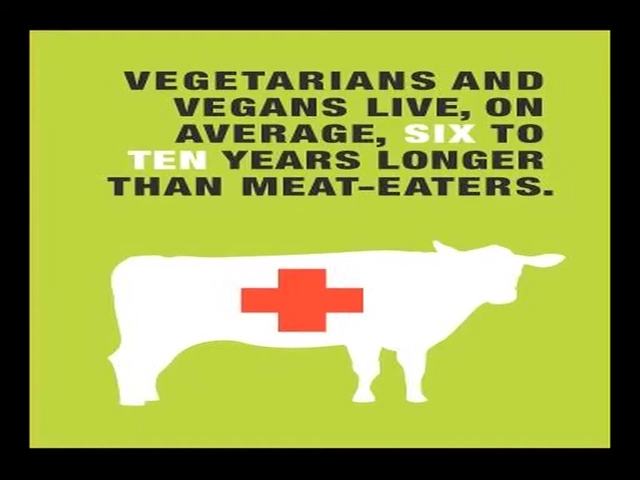 VEGETARIANS AND
VEGANS LIVE, ON
AVERAGE, SIX TO
TEN YEARS LONGER
THAN MEAT-EATERS.